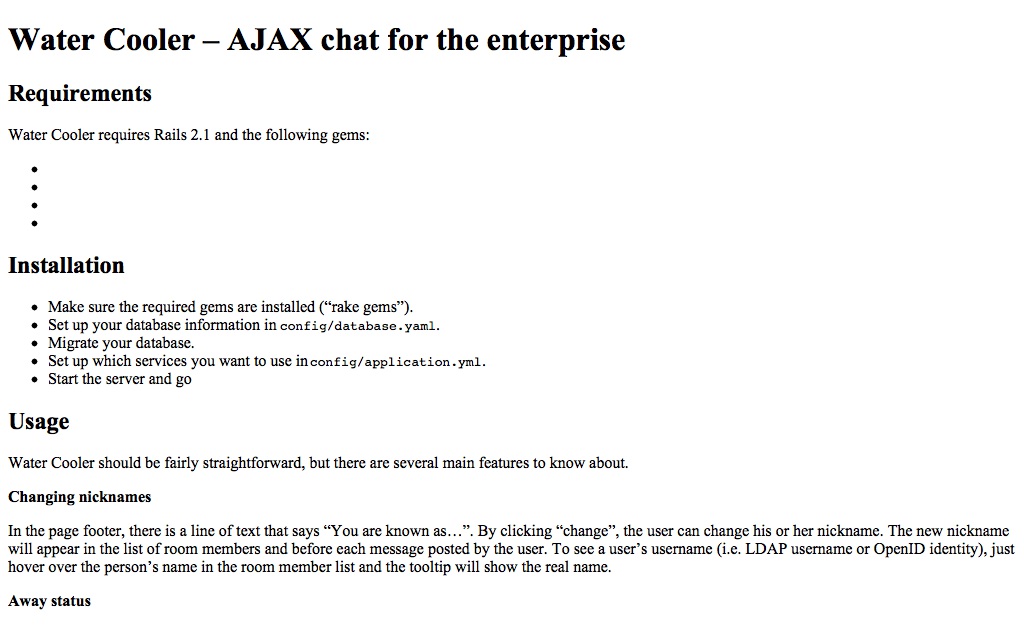 Water Cooler – AJAX chat for the enterprise
Requirements
Water Cooler requires Rails 2.1 and the following gems:
Installation
Make sure the required gems are installed (“rake gems”).
Set up your database information in config/database.yaml.
Migrate your database.
Set up which services you want to use in config/application.yml.
Start the server and go
Usage
Water Cooler should be fairly straightforward, but there are several main features to know about.
Changing nicknames
In the page footer, there is a line of text that says “You are known as…”. By clicking “change”, the user can change his or her nickname. The new nickname
will appear in the list of room members and before each message posted by the user. To see a user’s username (i.e. LDAP username or OpenID identity), just
hover over the person’s name in the room member list and the tooltip will show the real name.
Away status